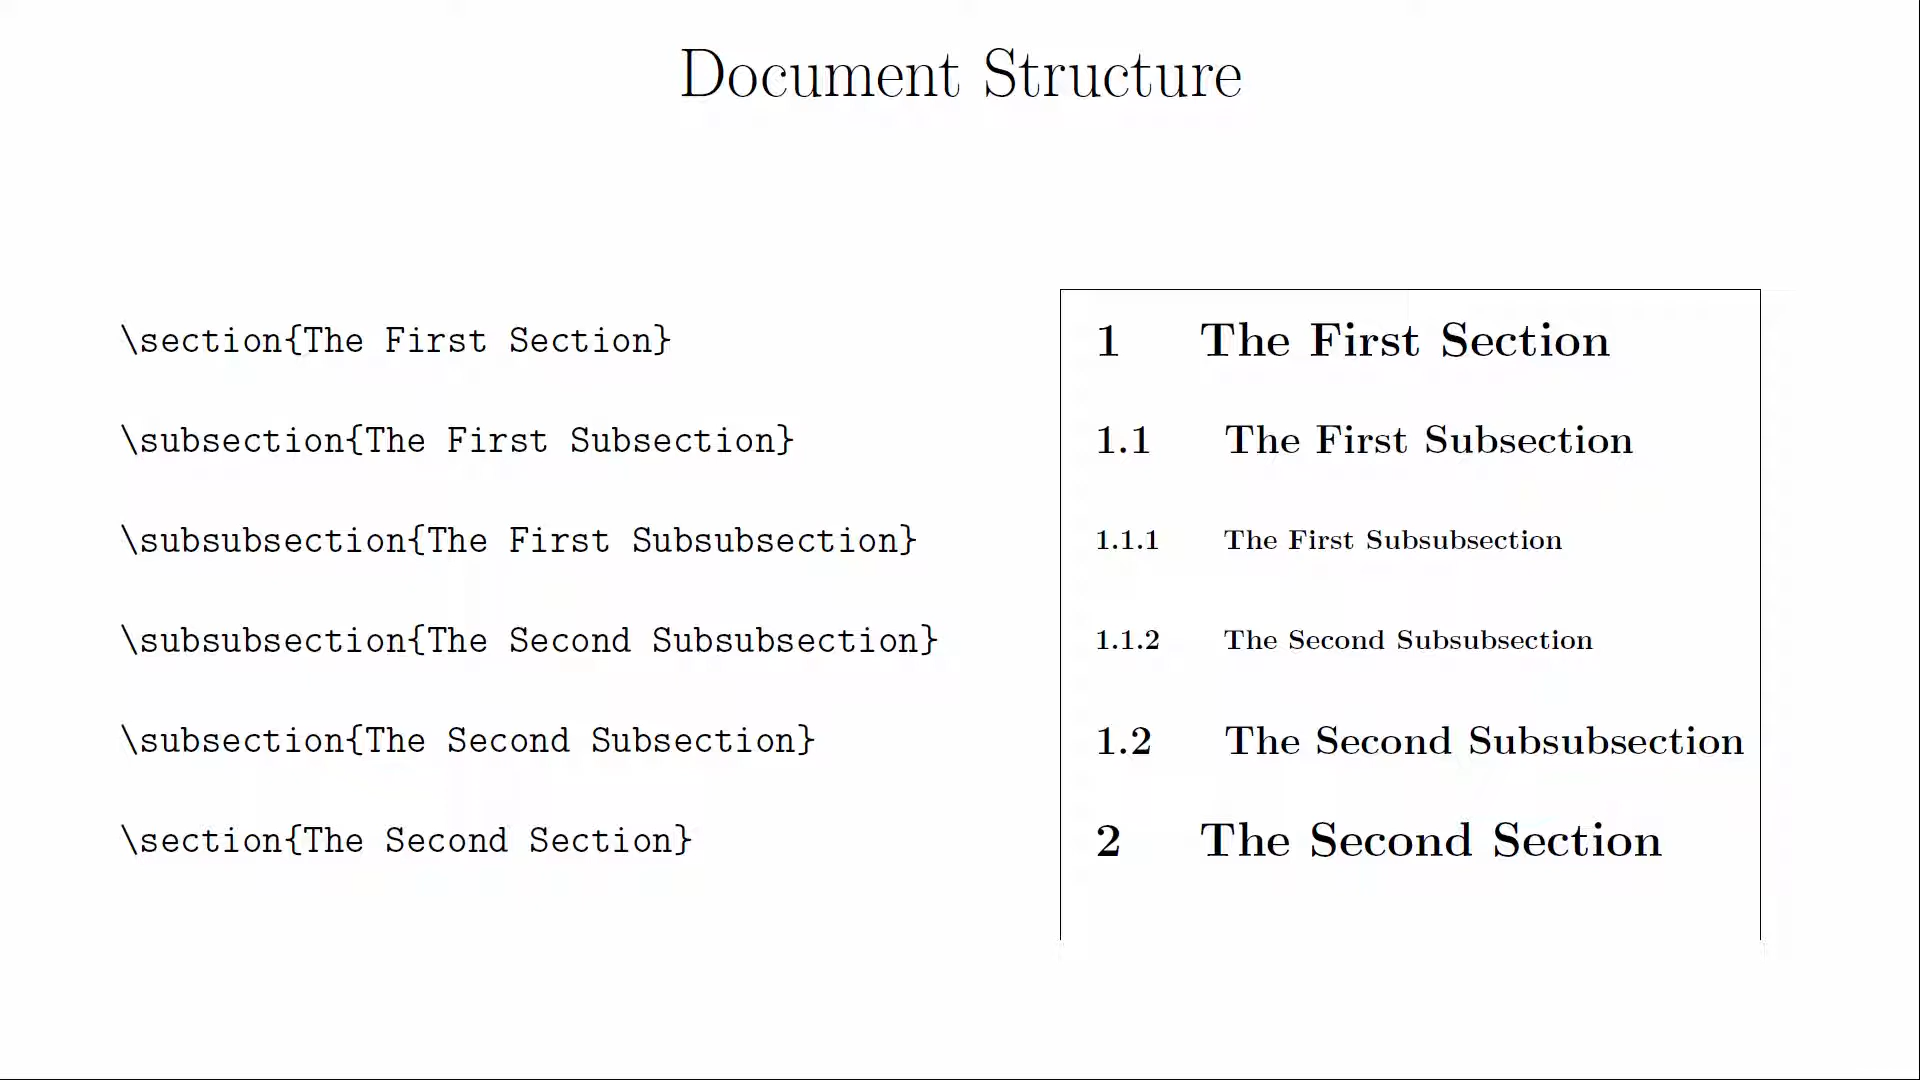 Document Structure
\section{The First Section}
1 The First Section
\subsection{The First Subsection}
1.1 The First Subsection
\subsubsection{The First Subsubsection}
1.1.1 The First Subsubsection
\subsubsection{The Second Subsubsection}
1.1.2 The Second Subsubsection
\subsection{The Second Subsection}
1.2 The Second Subsubsection
\section{The Second Section}
2 The Second Section